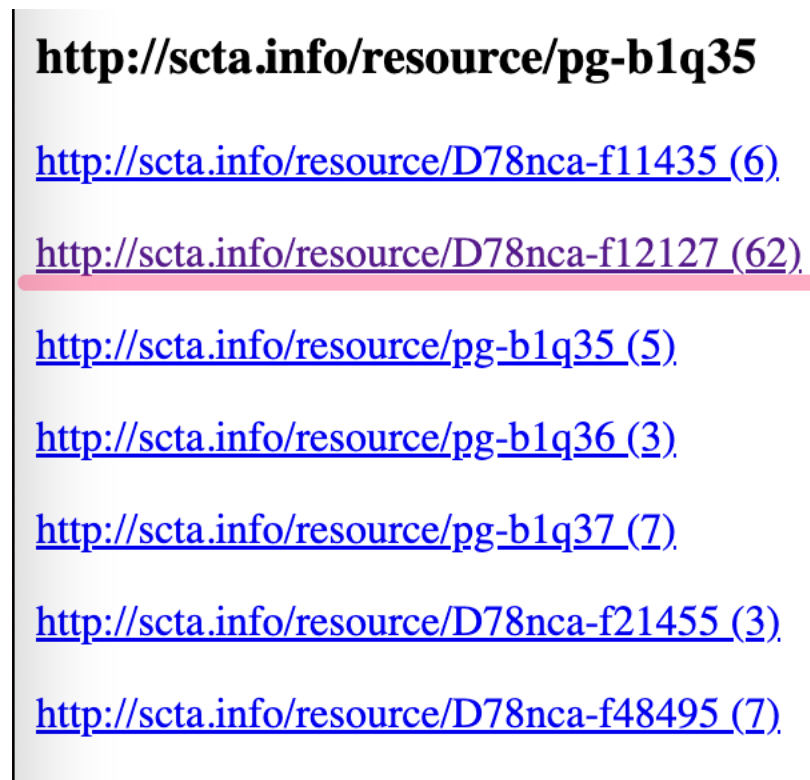 http://scta.info/resource/pg-b1q35
http://scta.info/resource/D78nca-f11435 (6)
http://scta.info/resource/D78nca-f12127 (62)
http://scta.info/resource/pg-b1q35 (5)
http://scta.info/resource/pg-b1q36 (3)
http://scta.info/resource/pg-b1q37 (7)
http://scta.info/resource/D78nca-f21455 (3)
http://scta.info/resource/D78nca-f48495 (7)